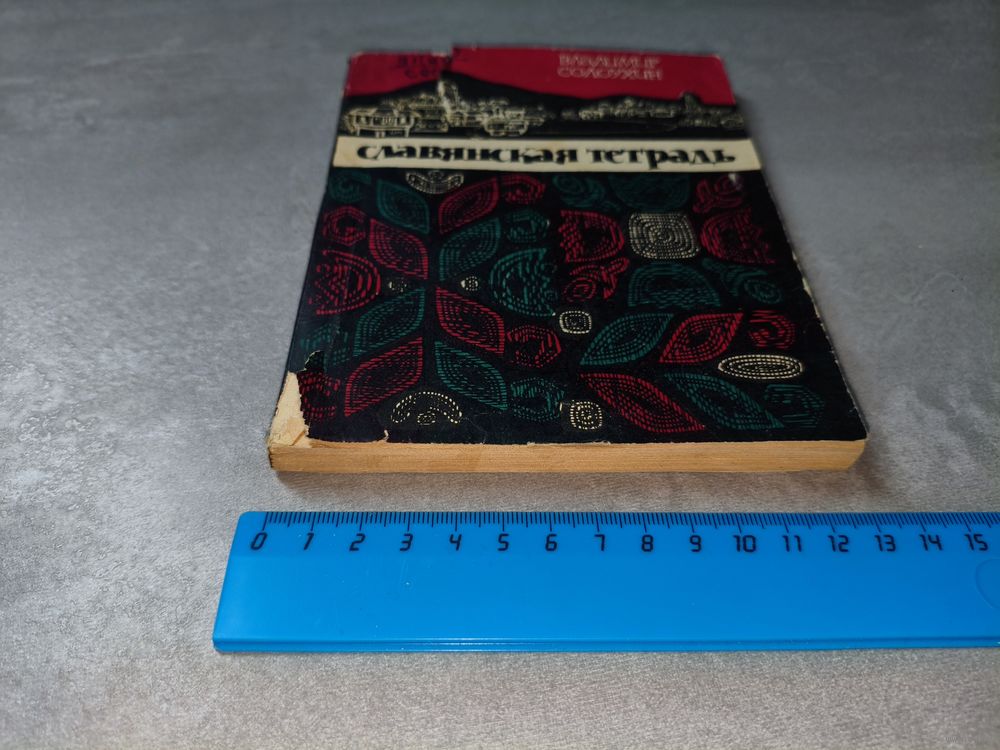 Владимир
Солоухин
славянская тетрадь
0 1 2 3 4 5 6 7 8 9 10 11 12 13 14 15